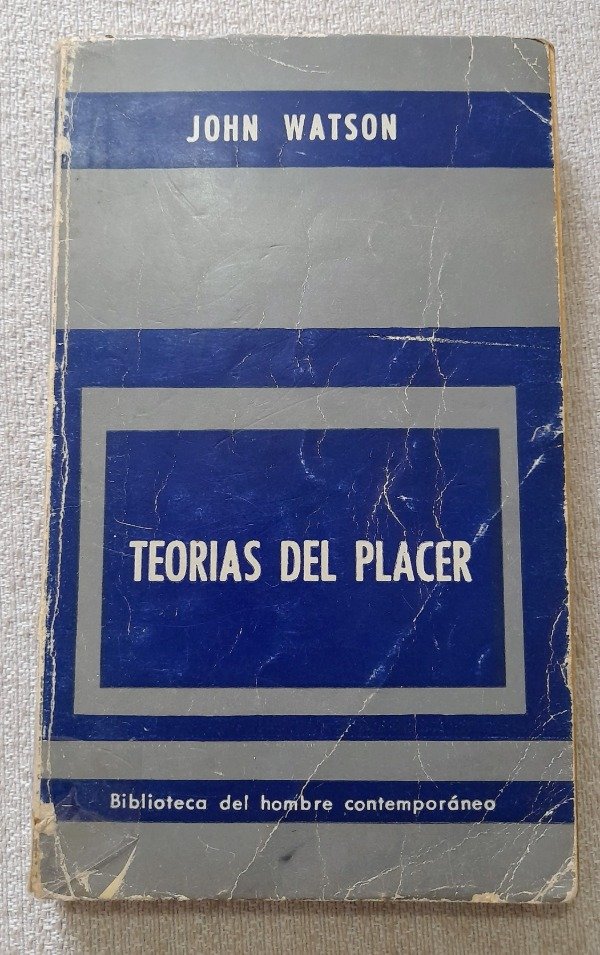 JOHN WATSON
TEORIAS DEL PLACER
Biblioteca del hombre contemporáneo